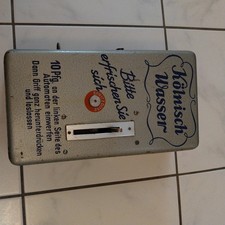 Kölnisch
Wasser
Bitte
erfrischen Sie
sich
10 Pfg. an der linken Seite des
Automaten einwerfen
Dann Griff ganz herunterdrücken
und loslassen